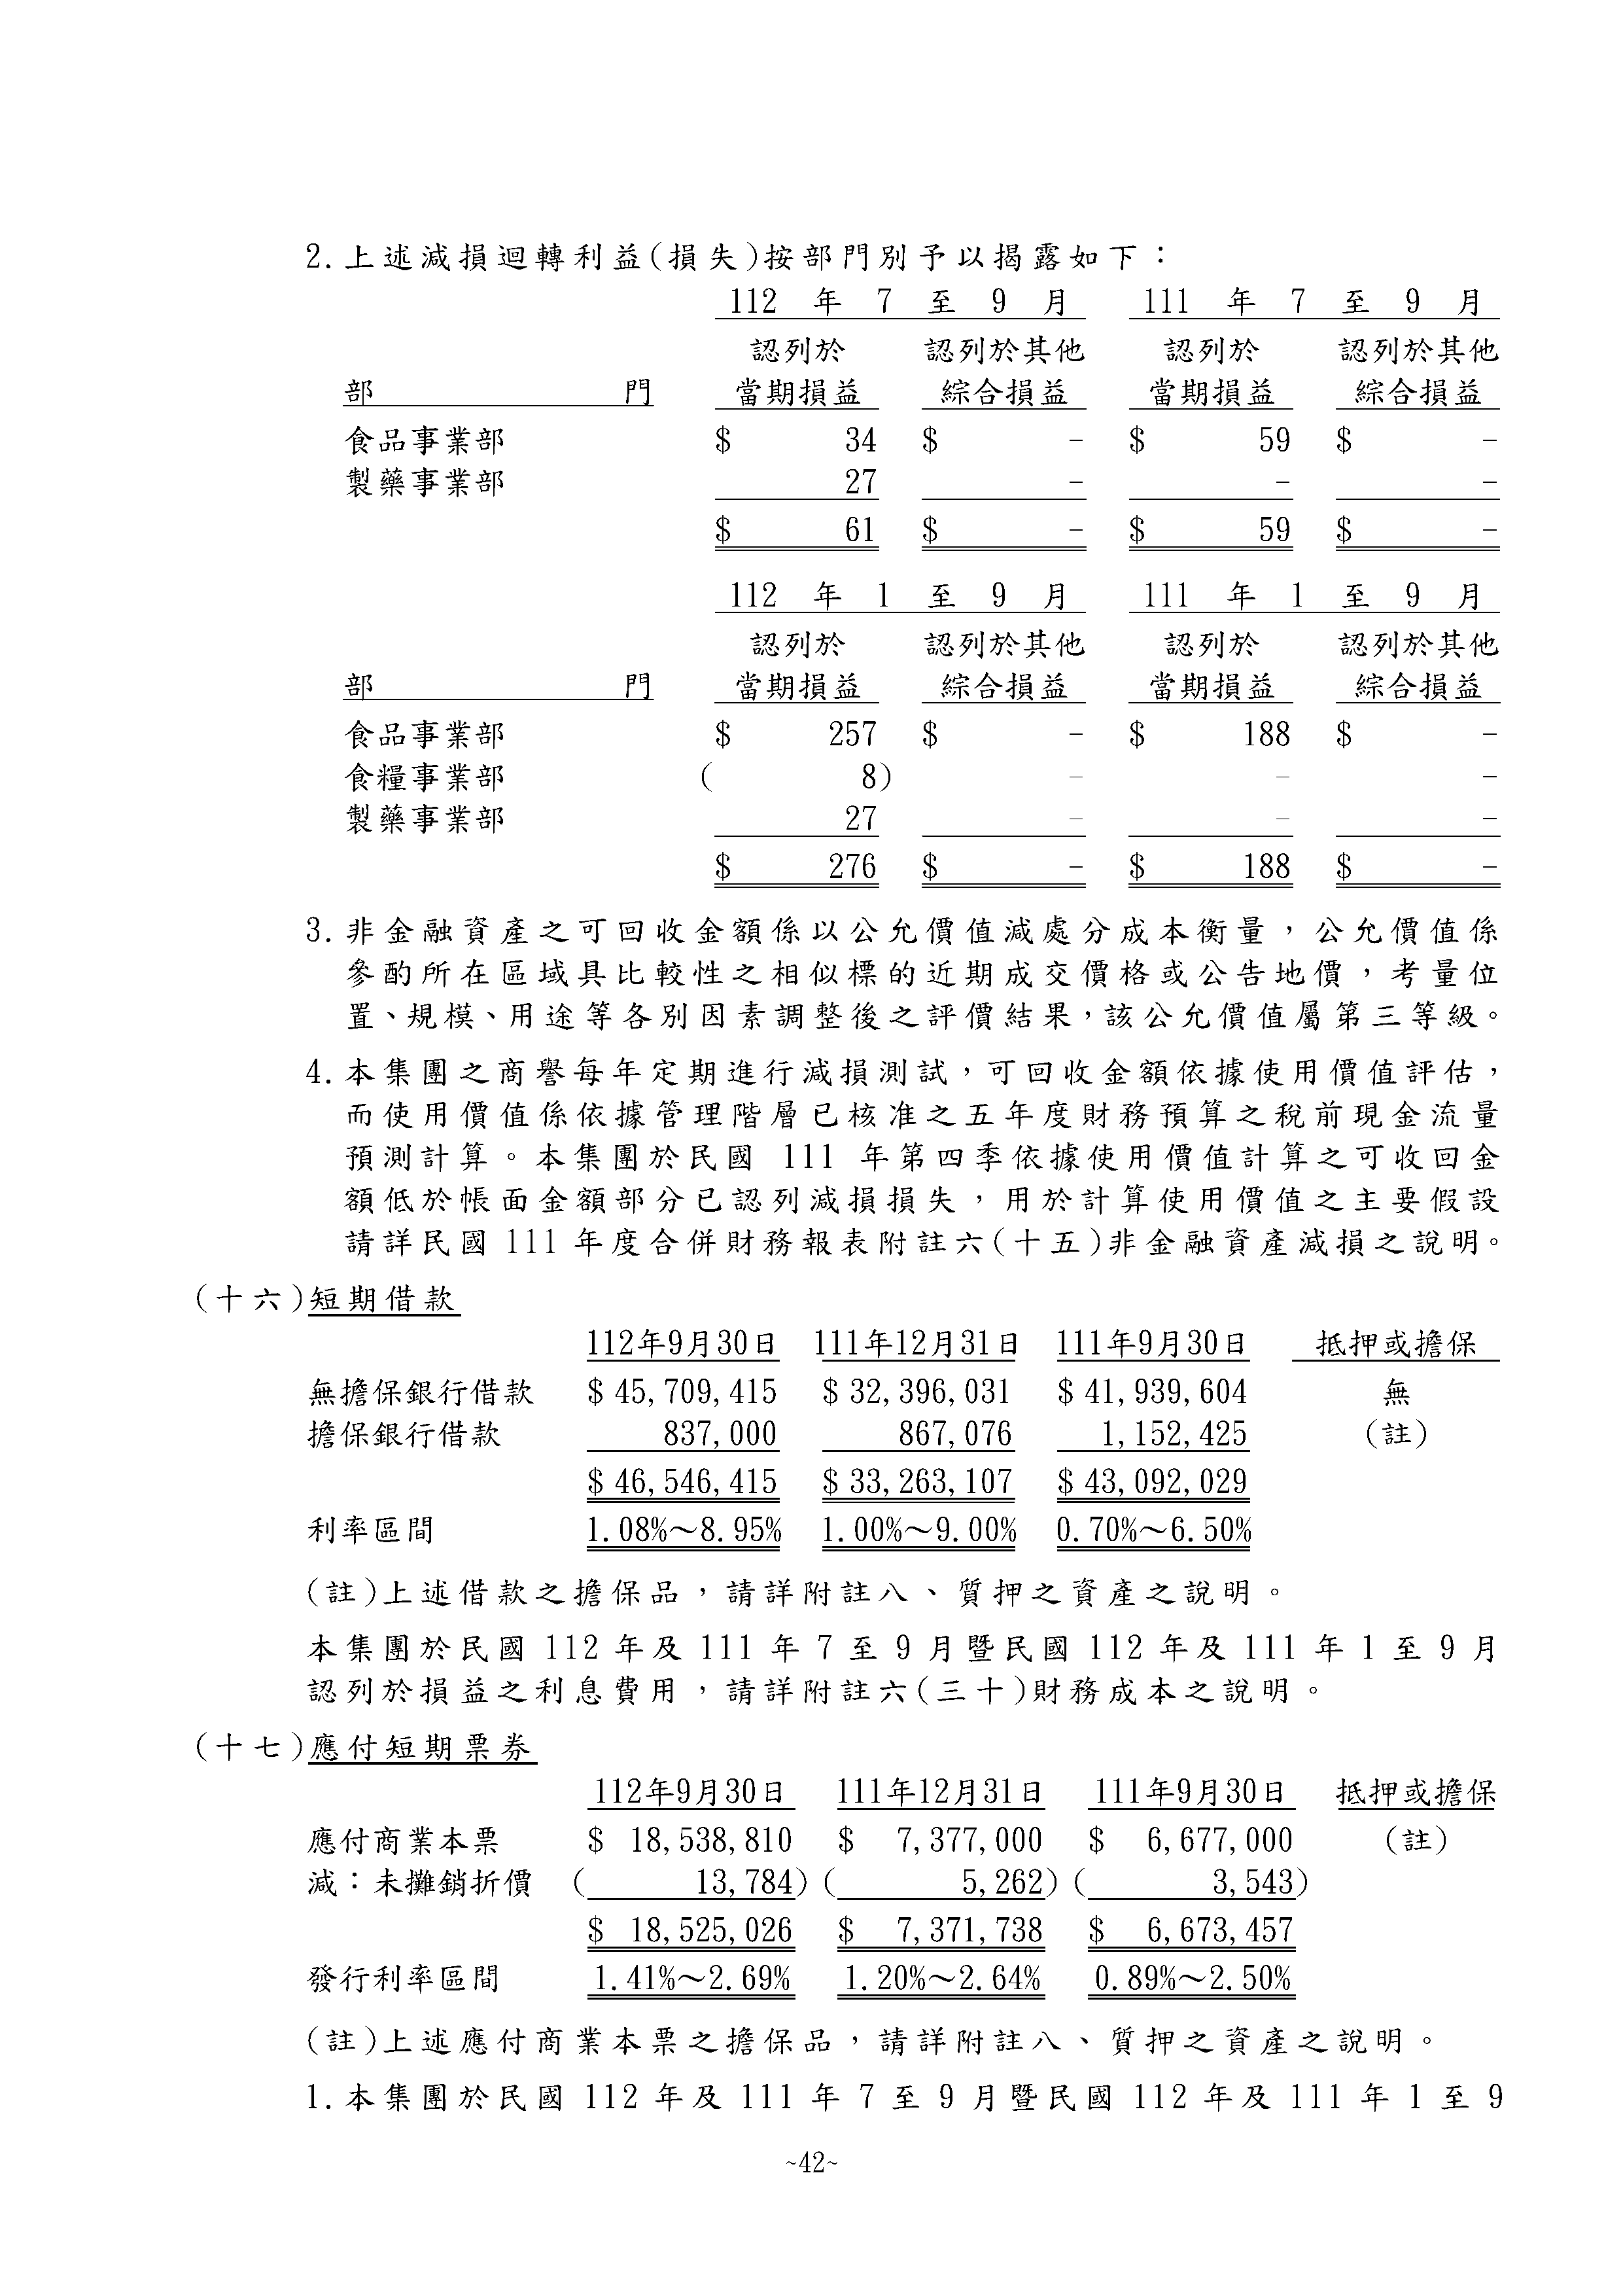 2. 上述減損迴轉利益(損失)按部門別予以揭露如下：
112 年 7 至 9 月 111 年 7 至 9 月
認列於 認列於其他 認列於 認列於其他
部 門 當期損益 綜合損益 當期損益 綜合損益
食品事業部 $ 34 $ - $ 59 $ -
製藥事業部 27 - - -
$ 61 $ - $ 59 $ -
112 年 1 至 9 月 111 年 1 至 9 月
認列於 認列於其他 認列於 認列於其他
部 門 當期損益 綜合損益 當期損益 綜合損益
食品事業部 $ 257 $ - $ 188 $ -
食糧事業部 ( 8) - - -
製藥事業部 27 - - -
$ 276 $ - $ 188 $ -
3. 非金融資產之可回收金額係以公允價值減處分成本衡量，公允價值係
參酌所在區域具比較性之相似標的近期成交價格或公告地價，考量位
置、規模、用途等各別因素調整後之評價結果，該公允價值屬第三等級。
4. 本集團之商譽每年定期進行減損測試，可回收金額依據使用價值評估，
而使用價值係依據管理階層已核准之五年度財務預算之稅前現金流量
預測計算。本集團於民國 111 年第四季依據使用價值計算之可收回金
額低於帳面金額部分已認列減損損失，用於計算使用價值之主要假設
請詳民國 111 年度合併財務報表附註六(十五)非金融資產減損之說明。
(十六)短期借款
112年9月30日 111年12月31日 111年9月30日 抵押或擔保
無擔保銀行借款 $ 45,709,415 $ 32,396,031 $ 41,939,604 無
擔保銀行借款 837,000 867,076 1,152,425 (註)
$ 46,546,415 $ 33,263,107 $ 43,092,029
利率區間 1.08%～8.95% 1.00%～9.00% 0.70%～6.50%
(註)上述借款之擔保品，請詳附註八、質押之資產之說明。
本集團於民國 112 年及 111 年 7 至 9 月暨民國 112 年及 111 年 1 至 9 月
認列於損益之利息費用，請詳附註六(三十)財務成本之說明。
(十七)應付短期票券
112年9月30日 111年12月31日 111年9月30日 抵押或擔保
應付商業本票 $ 18,538,810 $ 7,377,000 $ 6,677,000 (註)
減：未攤銷折價 ( 13,784) ( 5,262) ( 3,543)
$ 18,525,026 $ 7,371,738 $ 6,673,457
發行利率區間 1.41%～2.69% 1.20%～2.64% 0.89%～2.50%
(註)上述應付商業本票之擔保品，請詳附註八、質押之資產之說明。
1. 本集團於民國 112 年及 111 年 7 至 9 月暨民國 112 年及 111 年 1 至 9
~42~